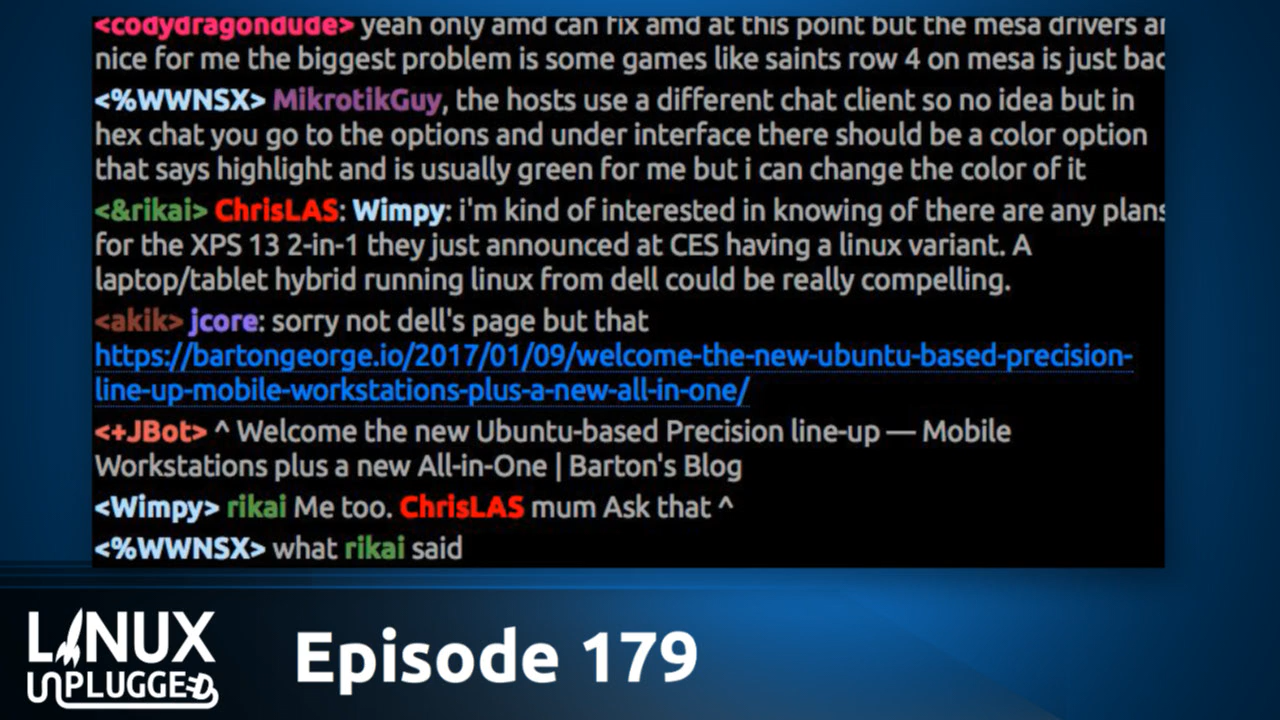 <codydragondude> yeah only amd can fix amd at this point but the mesa drivers ar
nice for me the biggest problem is some games like saints row 4 on mesa is just bad
<%WWNSX> MikrotikGuy, the hosts use a different chat client so no idea but in
hex chat you go to the options and under interface there should be a color option
that says highlight and is usually green for me but i can change the color of it
<&rikai> ChrisLAS: Wimpy: i'm kind of interested in knowing of there are any plans
for the XPS 13 2-in-1 they just announced at CES having a linux variant. A
laptop/tablet hybrid running linux from dell could be really compelling.
<akik> jcore: sorry not dell's page but that
https://bartongeorge.io/2017/01/09/welcome-the-new-ubuntu-based-precision-
line-up-mobile-workstations-plus-a-new-all-in-one/
<+JBot> ^ Welcome the new Ubuntu-based Precision line-up — Mobile
Workstations plus a new All-in-One | Barton's Blog
<Wimpy> rikai Me too. ChrisLAS mum Ask that ^
<%WWNSX> what rikai said
LINUX
UNPLUGGED
Episode 179